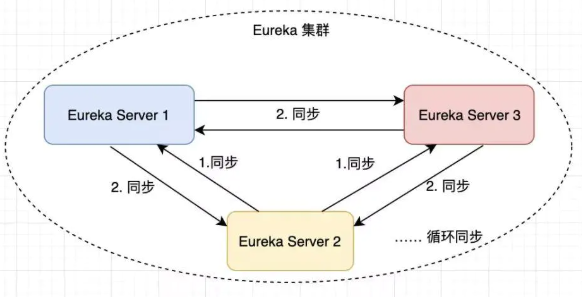 Eureka 集群
Eureka Server 1
Eureka Server 3
2. 同步
1.同步
1.同步
2. 同步
2. 同步
Eureka Server 2
…… 循环同步